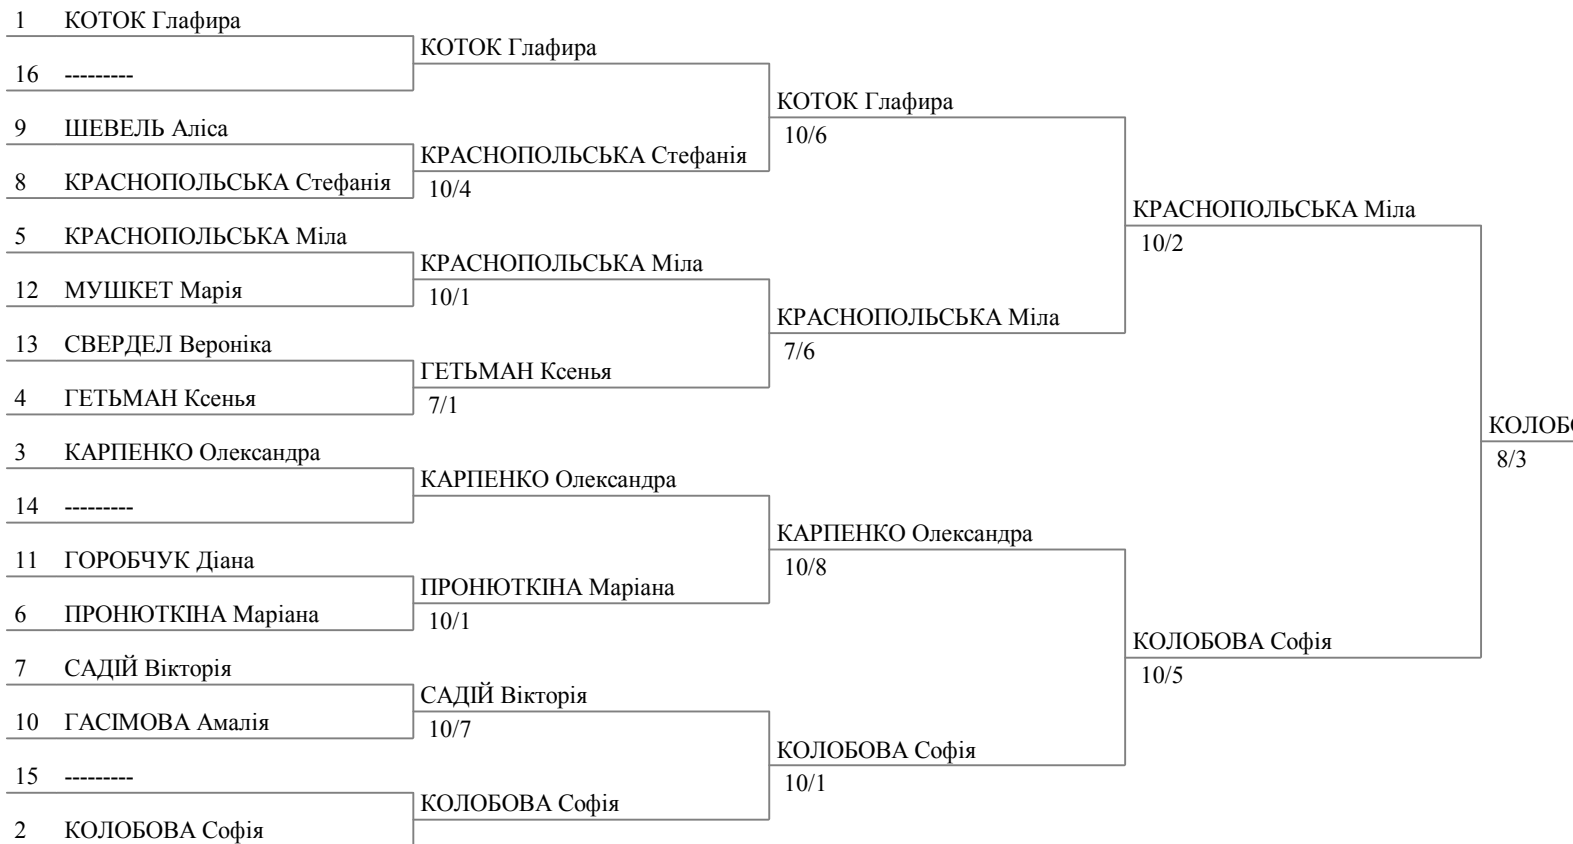 1 КОТОК Глафира
16 ---------
9 ШЕВЕЛЬ Аліса
8 КРАСНОПОЛЬСЬКА Стефанія
5 КРАСНОПОЛЬСЬКА Міла
12 МУШКЕТ Марія
13 СВЕРДЕЛ Вероніка
4 ГЕТЬМАН Ксенья
3 КАРПЕНКО Олександра
14 ---------
11 ГОРОБЧУК Діана
6 ПРОНЮТКІНА Маріана
7 САДІЙ Вікторія
10 ГАСІМОВА Амалія
15 ---------
2 КОЛОБОВА Софія
КОТОК Глафира
КРАСНОПОЛЬСЬКА Стефанія
10/4
КРАСНОПОЛЬСЬКА Міла
10/1
ГЕТЬМАН Ксенья
7/1
КАРПЕНКО Олександра
ПРОНЮТКІНА Маріана
10/1
САДІЙ Вікторія
10/7
КОЛОБОВА Софія
КОТОК Глафира
10/6
КРАСНОПОЛЬСЬКА Міла
7/6
КАРПЕНКО Олександра
10/8
КОЛОБОВА Софія
10/1
КРАСНОПОЛЬСЬКА Міла
10/2
КОЛОБОВА Софія
10/5
8/3